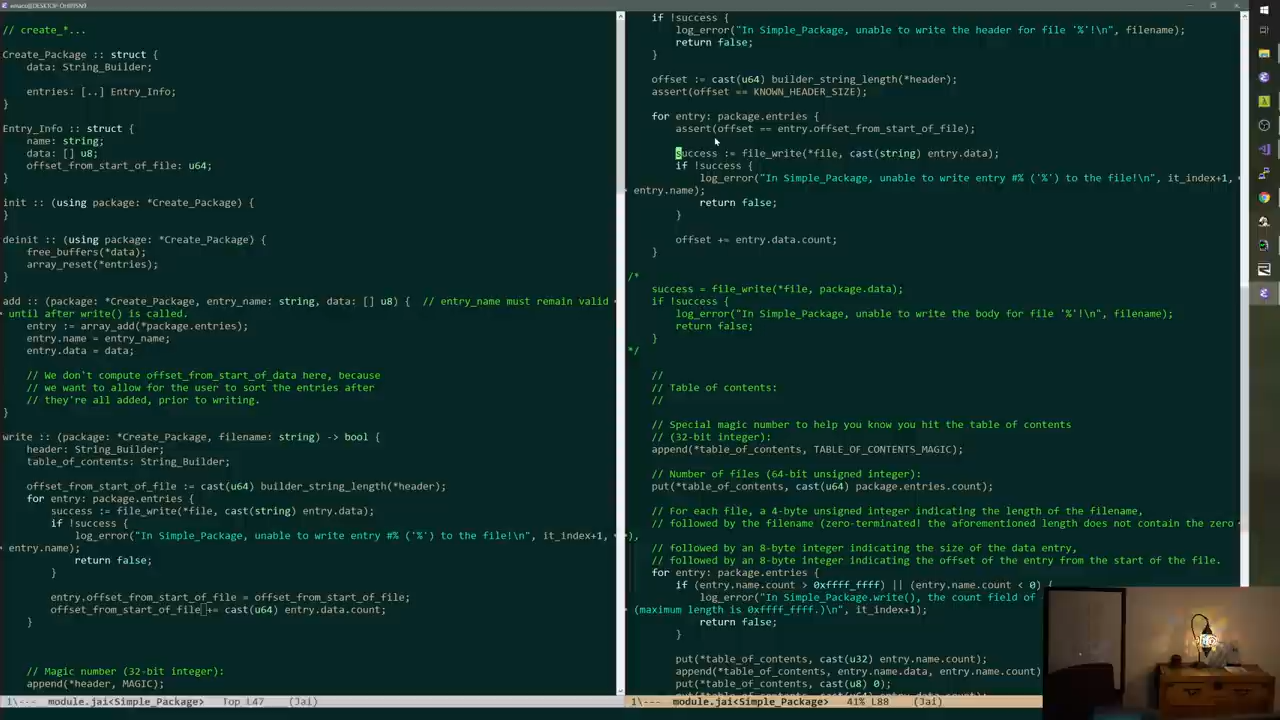 emacs@DESKTOP-OH89SN9
// create_*...
Create_Package :: struct {
data: String_Builder;
entries: [..] Entry_Info;
}
Entry_Info :: struct {
name: string;
data: [] u8;
offset_from_start_of_file: u64;
}
init :: (using package: *Create_Package) {
}
deinit :: (using package: *Create_Package) {
free_buffers(*data);
array_reset(*entries);
}
add :: (package: *Create_Package, entry_name: string, data: [] u8) {  // entry_name must remain valid
until after write() is called.
entry := array_add(*package.entries);
entry.name = entry_name;
entry.data = data;
// We don't compute offset_from_start_of_data here, because
// we want to allow for the user to sort the entries after
// they're all added, prior to writing.
}
write :: (package: *Create_Package, filename: string) -> bool {
header: String_Builder;
table_of_contents: String_Builder;
offset_from_start_of_file := cast(u64) builder_string_length(*header);
for entry: package.entries {
success := file_write(*file, cast(string) entry.data);
if !success {
log_error("In Simple_Package, unable to write entry #% ('%') to the file!\n", it_index+1,
entry.name);
return false;
}
entry.offset_from_start_of_file = offset_from_start_of_file;
offset_from_start_of_file += cast(u64) entry.data.count;
}
// Magic number (32-bit integer):
append(*header, MAGIC);
1\--- module.jai<Simple_Package> Top L47 (Jai)
if !success {
log_error("In Simple_Package, unable to write the header for file '%'!\n", filename);
return false;
}
offset := cast(u64) builder_string_length(*header);
assert(offset == KNOWN_HEADER_SIZE);
for entry: package.entries {
assert(offset == entry.offset_from_start_of_file);
success := file_write(*file, cast(string) entry.data);
if !success {
log_error("In Simple_Package, unable to write entry #% ('%') to the file!\n", it_index+1,
entry.name);
return false;
}
offset += entry.data.count;
}
/*
success = file_write(*file, package.data);
if !success {
log_error("In Simple_Package, unable to write the body for file '%'!\n", filename);
return false;
}
*/
//
// Table of contents:
//
// Special magic number to help you know you hit the table of contents
// (32-bit integer):
append(*table_of_contents, TABLE_OF_CONTENTS_MAGIC);
// Number of files (64-bit unsigned integer):
put(*table_of_contents, cast(u64) package.entries.count);
// For each file, a 4-byte unsigned integer indicating the length of the filename,
// followed by the filename (zero-terminated! the aforementioned length does not contain the zero
),
// followed by an 8-byte integer indicating the size of the data entry,
// followed by an 8-byte integer indicating the offset of the entry from the start of the file.
for entry: package.entries {
if (entry.name.count > 0xffff_ffff) || (entry.name.count < 0) {
log_error("In Simple_Package.write(), the count field of
(maximum length is 0xffff_ffff.)\n", it_index+1);
return false;
}
put(*table_of_contents, cast(u32) entry.name.count);
append(*table_of_contents, entry.name.data, entry.name
put(*table_of_contents, cast(u8) 0);
1\--- module.jai<Simple_Package> 41% L88 (Jai)